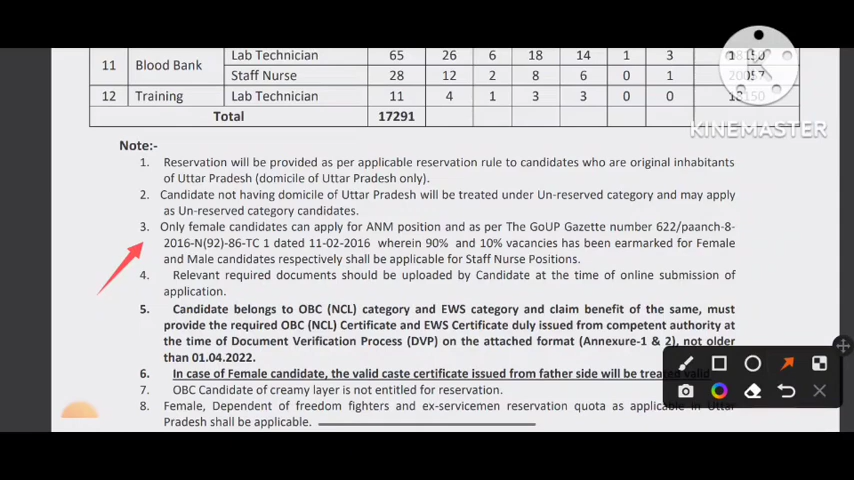 11 Blood Bank Lab Technician 65 26 6 18 14 1 3 18150
Staff Nurse 28 12 2 8 6 0 1 20057
12 Training Lab Technician 11 4 1 3 3 0 0 18150
Total 17291
KINEMASTER
Note:-
1. Reservation will be provided as per applicable reservation rule to candidates who are original inhabitants
of Uttar Pradesh (domicile of Uttar Pradesh only).
2. Candidate not having domicile of Uttar Pradesh will be treated under Un-reserved category and may apply
as Un-reserved category candidates.
3. Only female candidates can apply for ANM position and as per The GoUP Gazette number 622/paanch-8-
2016-N(92)-86-TC 1 dated 11-02-2016 wherein 90% and 10% vacancies has been earmarked for Female
and Male candidates respectively shall be applicable for Staff Nurse Positions.
4. Relevant required documents should be uploaded by Candidate at the time of online submission of
application.
5. Candidate belongs to OBC (NCL) category and EWS category and claim benefit of the same, must
provide the required OBC (NCL) Certificate and EWS Certificate duly issued from competent authority at
the time of Document Verification Process (DVP) on the attached format (Annexure-1 & 2), not older
than 01.04.2022.
6. In case of Female candidate, the valid caste certificate issued from father side will be treated valid
7. OBC Candidate of creamy layer is not entitled for reservation.
8. Female, Dependent of freedom fighters and ex-servicemen reservation quota as applicable in Uttar
Pradesh shall be applicable.